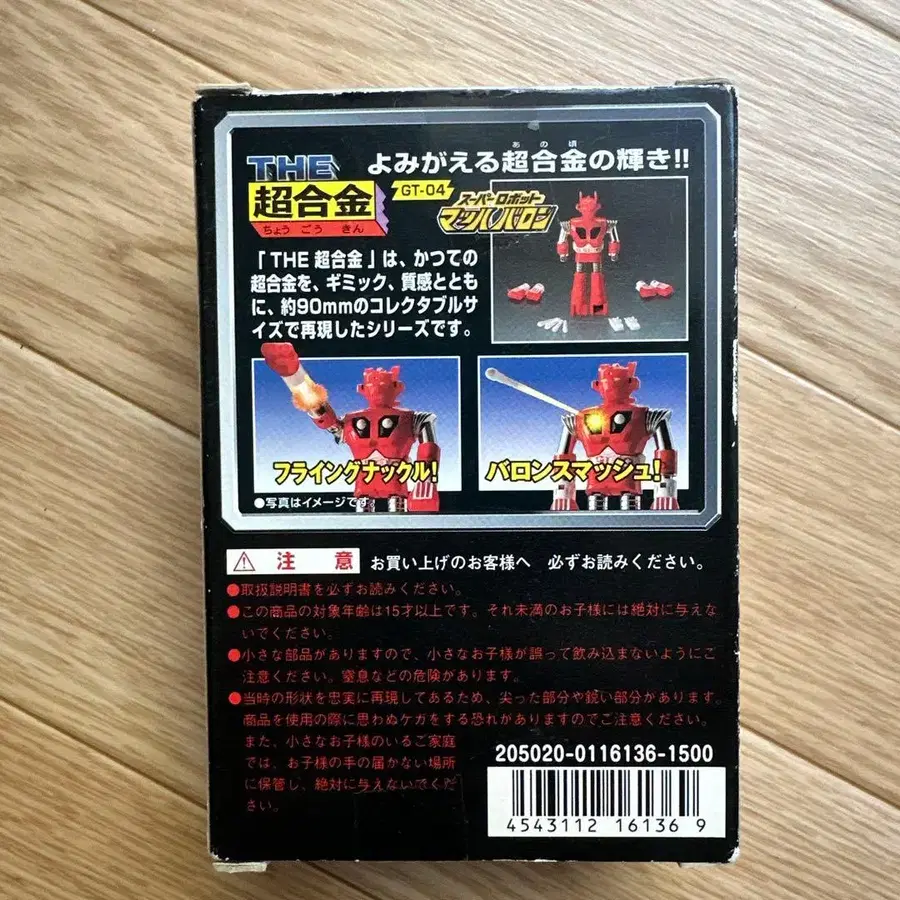 THE
超合金
ちょう ごう きん
あの頃
よみがえる超合金の輝き!!
GT-04
スーパーロボット
マッハバロン
「THE 超合金」は、かつての
超合金を、ギミック、質感ととも
に、約90mmのコレクタブルサ
イズで再現したシリーズです。
フライングナックル!
バロンスマッシュ!
●写真はイメージです。
注 意
お買い上げのお客様へ 必ずお読みください。
●取扱説明書を必ずお読みください。
●この商品の対象年齢は15才以上です。それ未満のお子様には絶対に与えな
いでください。
●小さな部品がありますので、小さなお子様が誤って飲み込まないようにご
注意ください。窒息などの危険があります。
●当時の形状を忠実に再現してあるため、尖った部分や鋭い部分があります。
商品を使用の際に思わぬケガをする恐れがありますのでご注意ください。
また、小さなお子様のいるご家庭
では、お子様の手の届かない場所
に保管し、絶対に与えないでくだ
さい。
205020-0116136-1500
4543112 161369